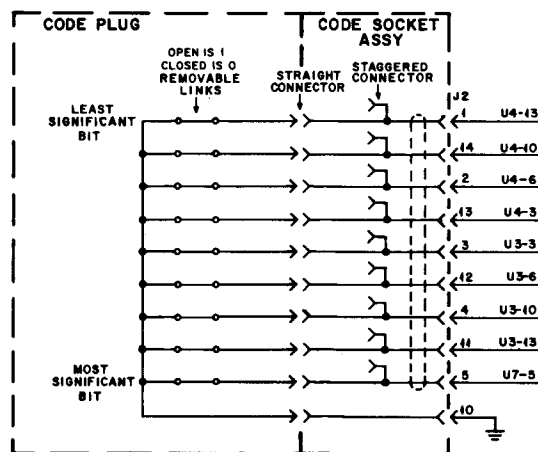 CODE PLUG
CODE SOCKET
ASSY
OPEN IS 1
CLOSED IS 0
REMOVABLE
LINKS
STRAIGHT
CONNECTOR
STAGGERED
CONNECTOR
J2
LEAST
SIGNIFICANT
BIT
1 U4-13
14 U4-10
2 U4-6
13 U4-3
3 U3-3
12 U3-6
4 U3-10
11 U3-13
MOST
SIGNIFICANT
BIT
5 U7-5
10